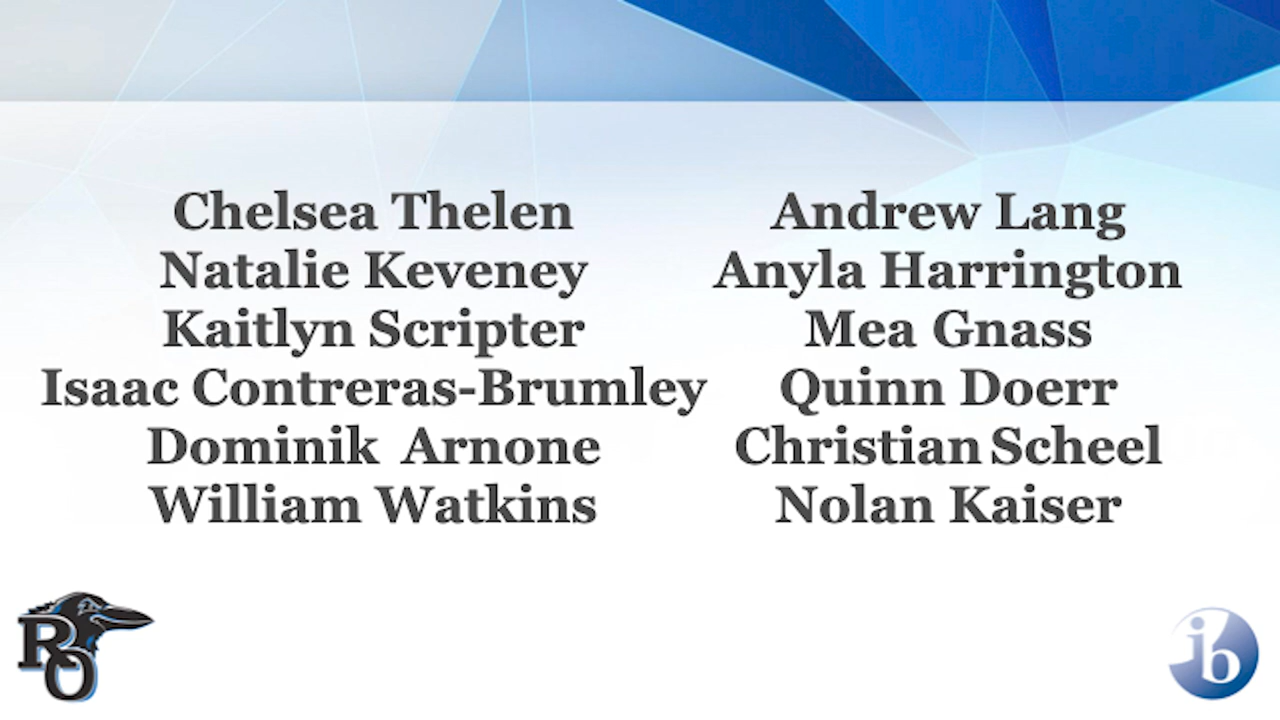 Chelsea Thelen
Natalie Keveney
Kaitlyn Scripter
Isaac Contreras-Brumley
Dominik Arnone
William Watkins
Andrew Lang
Anyla Harrington
Mea Gnass
Quinn Doerr
Christian Scheel
Nolan Kaiser
RO
ib